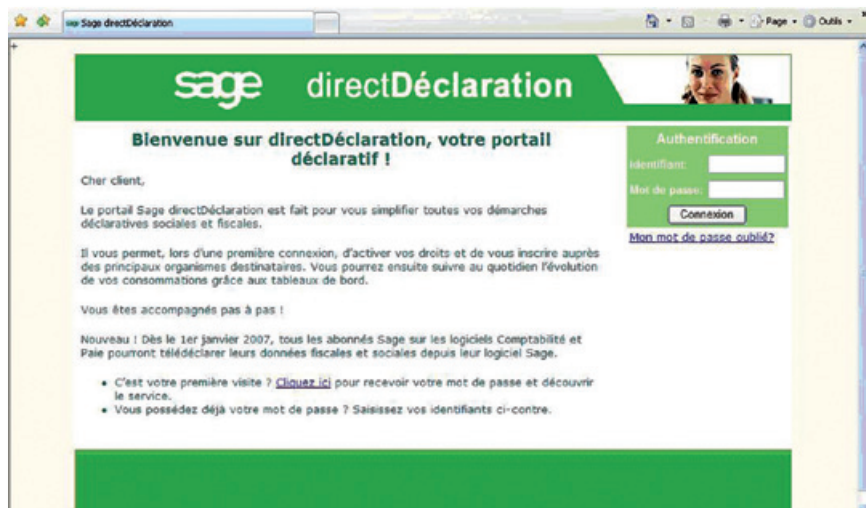 Sage directDéclaration
Page
Outils
sage directDéclaration
Bienvenue sur directDéclaration, votre portail
déclaratif !
Cher client,
Le portail Sage directDéclaration est fait pour vous simplifier toutes vos démarches
déclaratives sociales et fiscales.
Il vous permet, lors d'une première connexion, d'activer vos droits et de vous inscrire auprès
des principaux organismes destinataires. Vous pourrez ensuite suivre au quotidien l'évolution
de vos consommations grâce aux tableaux de bord.
Vous êtes accompagnés pas à pas !
Nouveau ! Dès le 1er janvier 2007, tous les abonnés Sage sur les logiciels Comptabilité et
Paie pourront télédéclarer leurs données fiscales et sociales depuis leur logiciel Sage.
• C'est votre première visite ? Cliquez ici pour recevoir votre mot de passe et découvrir
le service.
• Vous possédez déjà votre mot de passe ? Saisissez vos identifiants ci-contre.
Authentification
Identifiant:
Mot de passe:
Connexion
Mon mot de passe oublié?